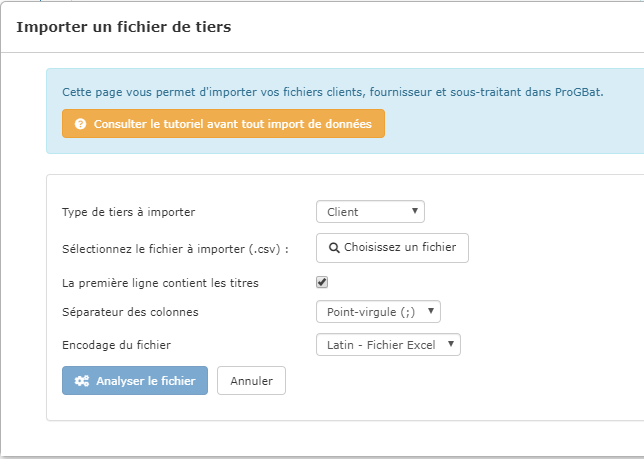 Importer un fichier de tiers
Cette page vous permet d'importer vos fichiers clients, fournisseur et sous-traitant dans ProGBat.
Consulter le tutoriel avant tout import de données
Type de tiers à importer Client
Sélectionnez le fichier à importer (.csv) : Choisissez un fichier
La première ligne contient les titres
Séparateur des colonnes Point-virgule (;)
Encodage du fichier Latin - Fichier Excel
Analyser le fichier Annuler